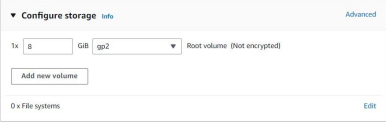 ▼ Configure storage Info Advanced
1x 8 GiB gp2 ▼ Root volume (Not encrypted)
Add new volume
0 x File systems Edit